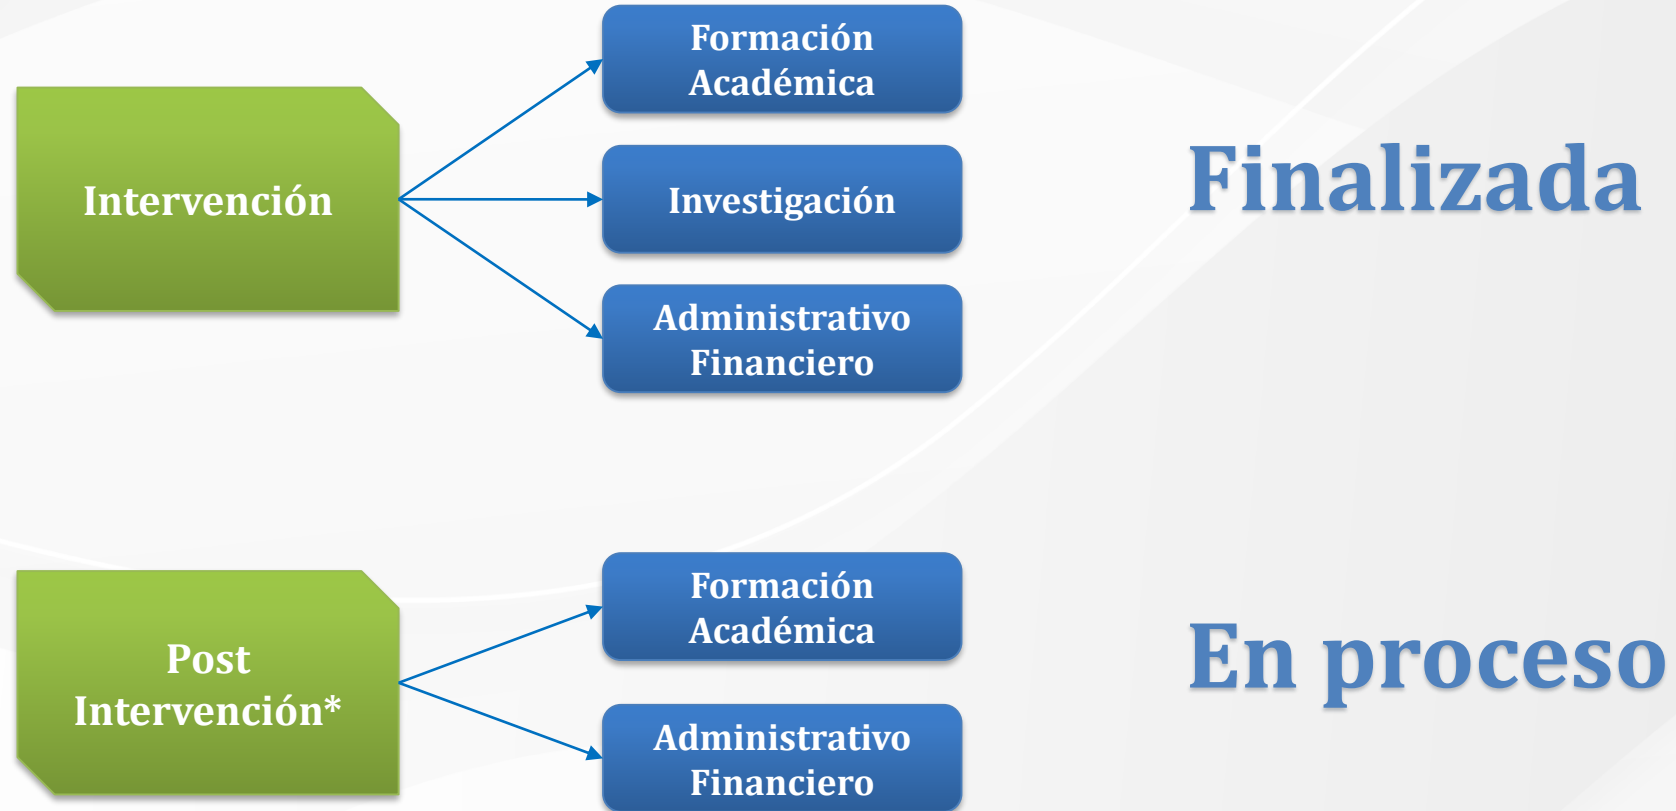 Intervención
Formación
Académica
Investigación
Administrativo
Financiero
Finalizada
Post
Intervención*
Formación
Académica
Administrativo
Financiero
En proceso